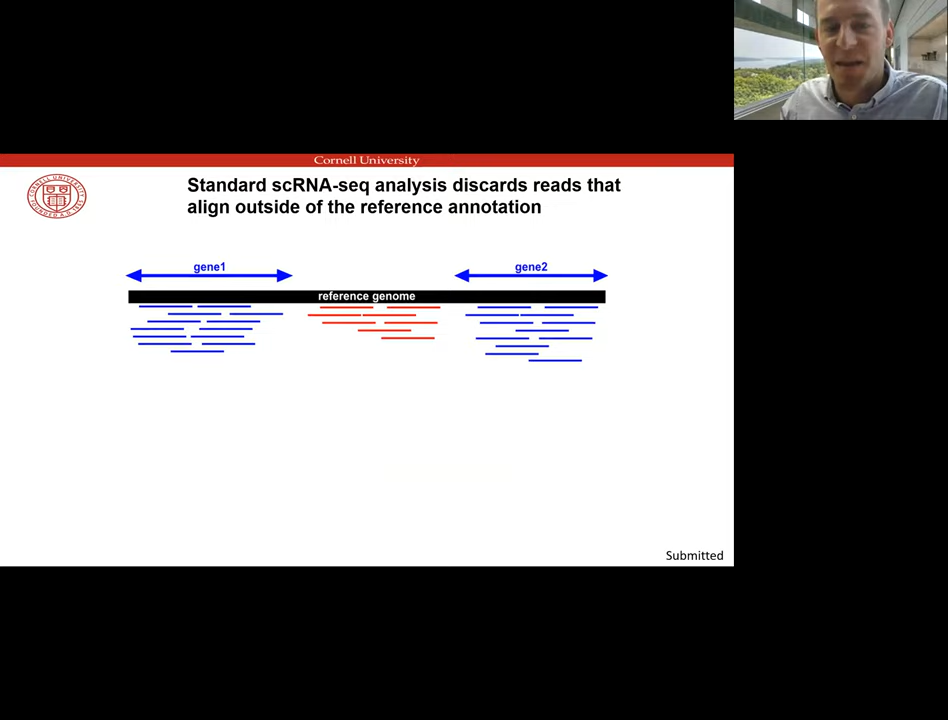 Cornell University
Standard scRNA-seq analysis discards reads that
align outside of the reference annotation
gene1
gene2
reference genome
Submitted